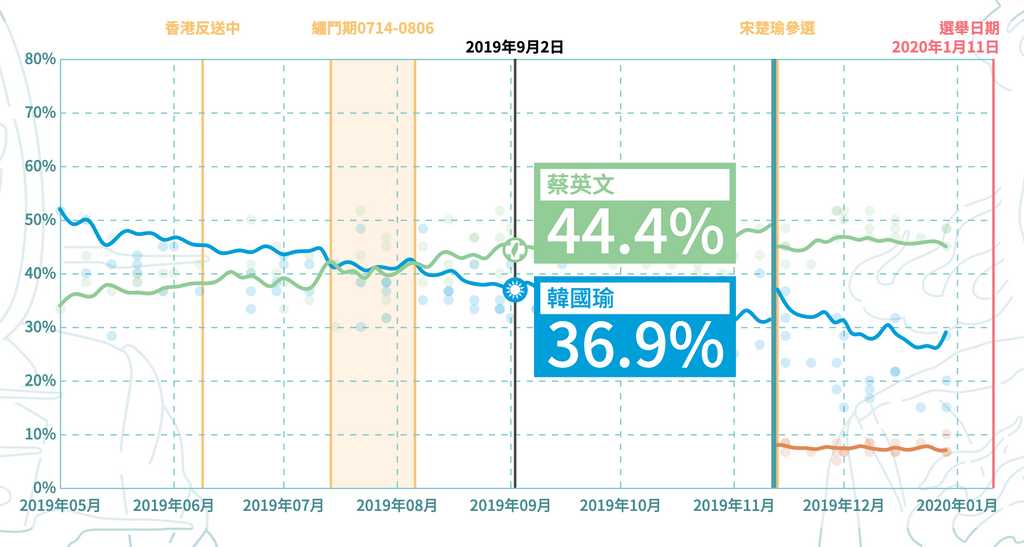 香港反送中
纏鬥期0714-0806
宋楚瑜參選
選舉日期
2019年9月2日
2020年1月11日
80%
70%
60%
蔡英文
44.4%
50%
40%
韓國瑜
36.9%
30%
20%
10%
0%
2019年05月
2019年06月
2019年07月
2019年08月
2019年09月
2019年10月
2019年11月
2019年12月
2020年01月